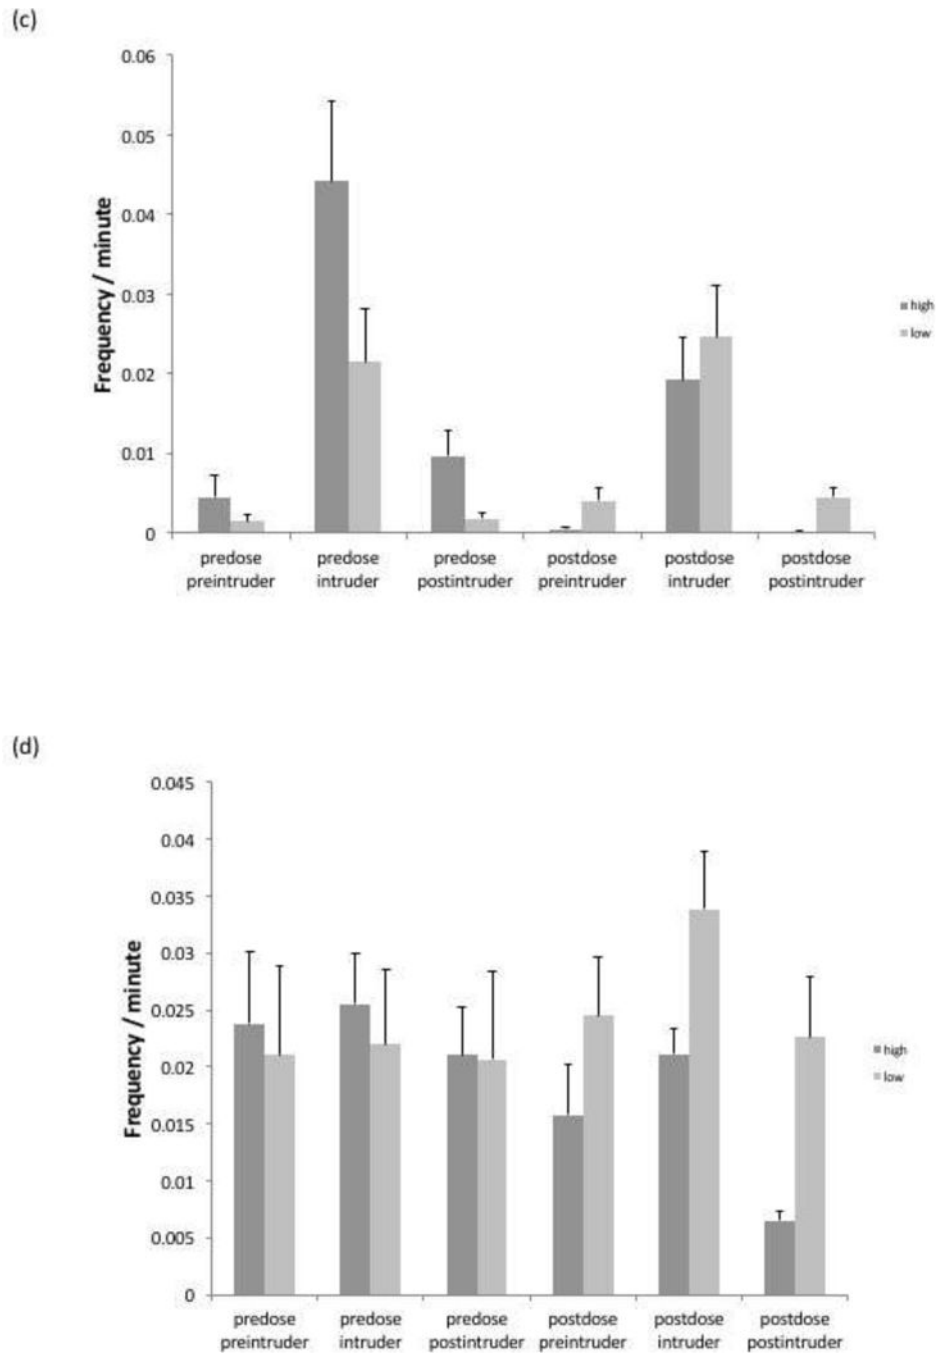 (c)
0.06
0.05
0.04
0.03
0.02
0.01
0
Frequency / minute
predose preintruder
predose intruder
predose postintruder
postdose preintruder
postdose intruder
postdose postintruder
high
low
(d)
0.045
0.04
0.035
0.03
0.025
0.02
0.015
0.01
0.005
0
Frequency / minute
predose preintruder
predose intruder
predose postintruder
postdose preintruder
postdose intruder
postdose postintruder
high
low